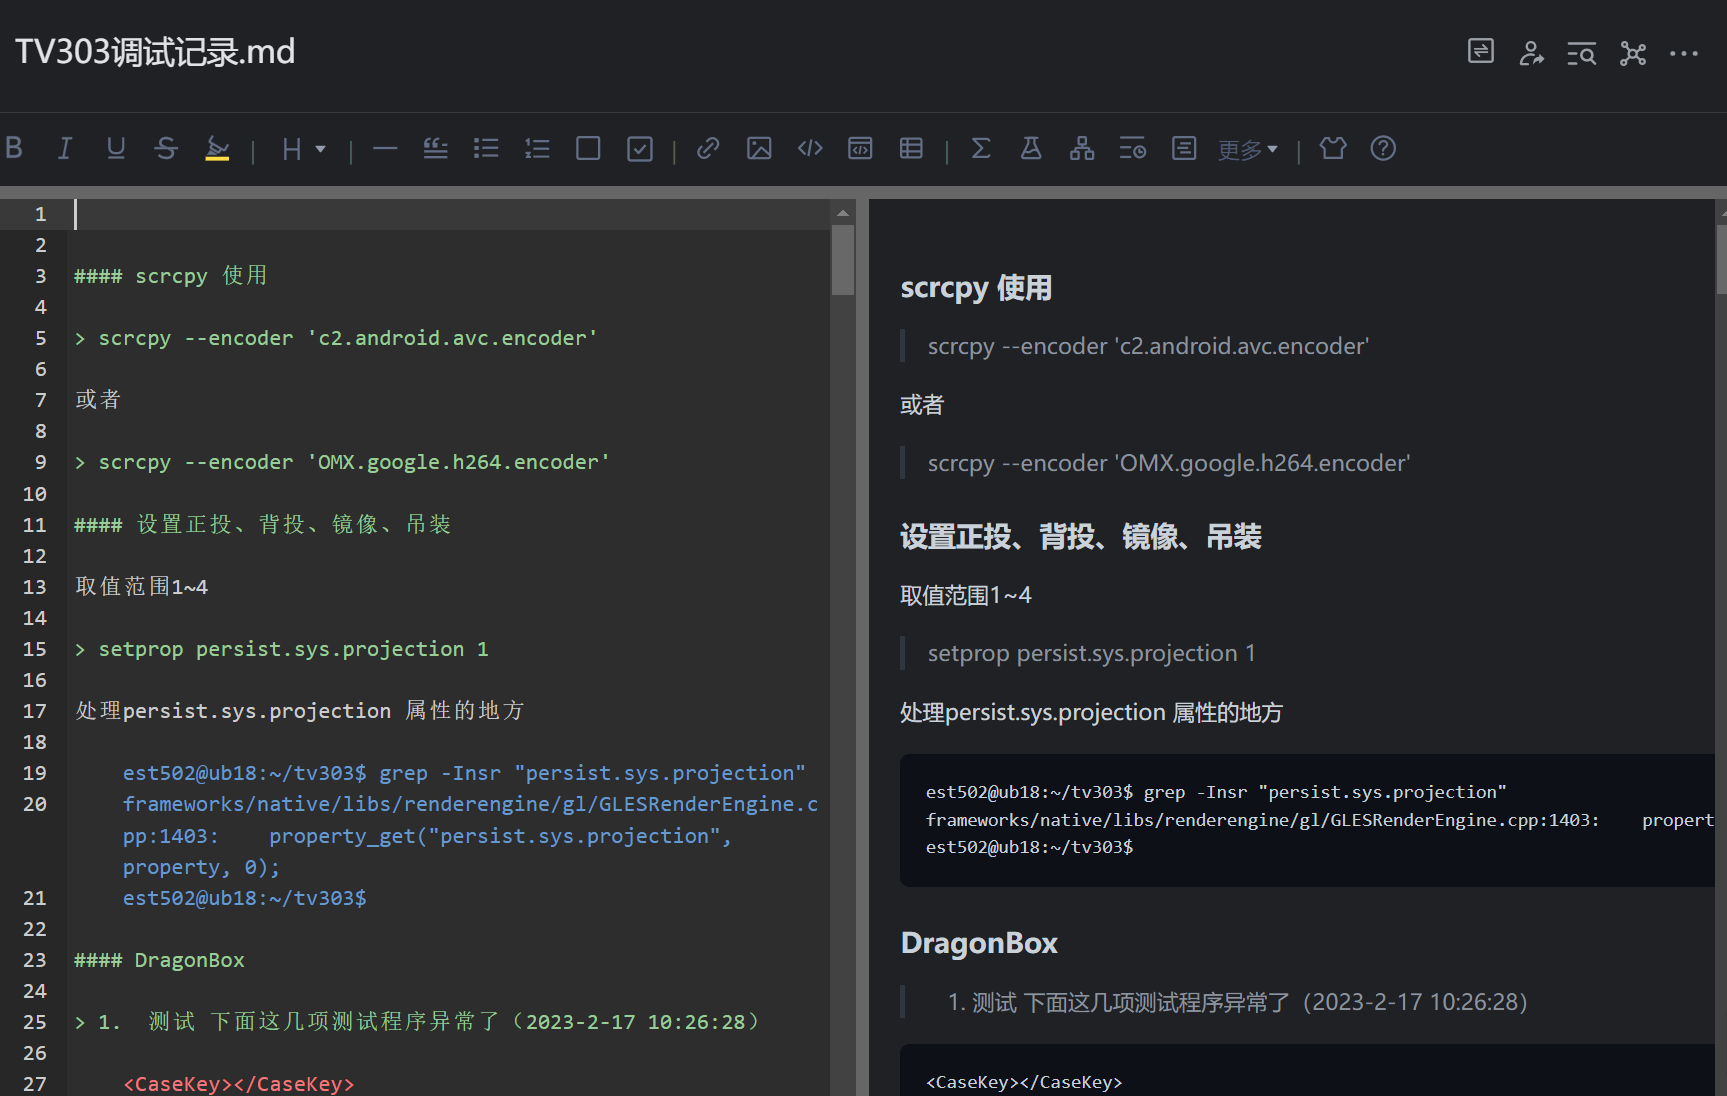 TV303调试记录.md
B I U S H 更多
1
2
3 #### scrcpy 使用
4
5 > scrcpy --encoder 'c2.android.avc.encoder'
6
7 或者
8
9 > scrcpy --encoder 'OMX.google.h264.encoder'
10
11 #### 设置正投、背投、镜像、吊装
12
13 取值范围1~4
14
15 > setprop persist.sys.projection 1
16
17 处理persist.sys.projection 属性的地方
18
19 est502@ub18:~/tv303$ grep -Insr "persist.sys.projection"
20 frameworks/native/libs/renderengine/gl/GLESRenderEngine.c
pp:1403:    property_get("persist.sys.projection",
property, 0);
21 est502@ub18:~/tv303$
22
23 #### DragonBox
24
25 > 1.  测试 下面这几项测试程序异常了（2023-2-17 10:26:28）
26
27 <CaseKey></CaseKey>
scrcpy 使用
scrcpy --encoder 'c2.android.avc.encoder'
或者
scrcpy --encoder 'OMX.google.h264.encoder'
设置正投、背投、镜像、吊装
取值范围1~4
setprop persist.sys.projection 1
处理persist.sys.projection 属性的地方
est502@ub18:~/tv303$ grep -Insr "persist.sys.projection"
frameworks/native/libs/renderengine/gl/GLESRenderEngine.cpp:1403:    propert
est502@ub18:~/tv303$
DragonBox
1. 测试 下面这几项测试程序异常了（2023-2-17 10:26:28）
<CaseKey></CaseKey>